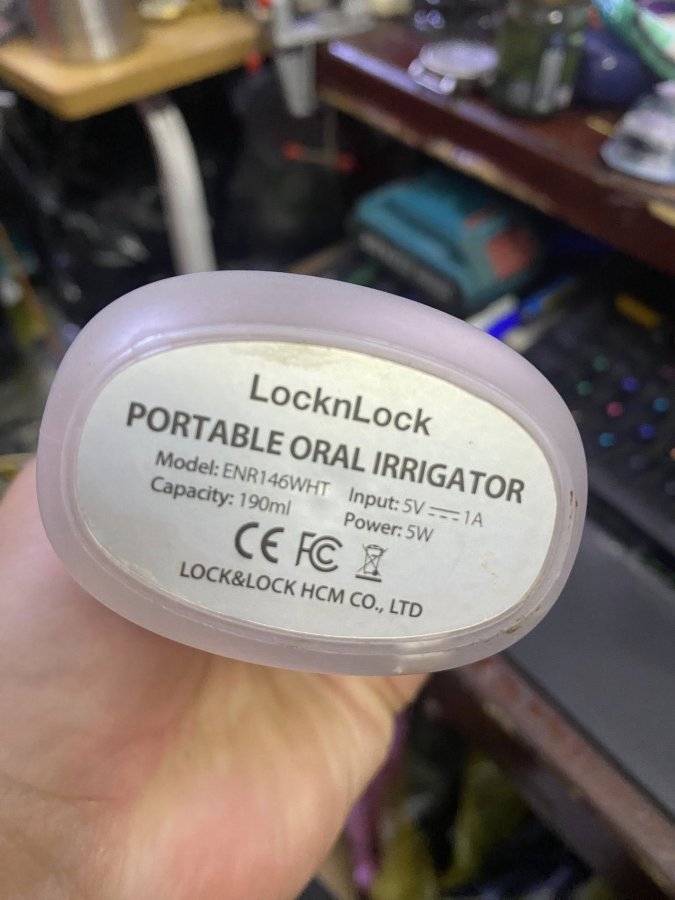 LocknLock
PORTABLE ORAL IRRIGATOR
Model: ENR146WHT Input: 5V ⎓ 1A
Capacity: 190ml Power: 5W
CE FC
LOCK&LOCK HCM CO., LTD